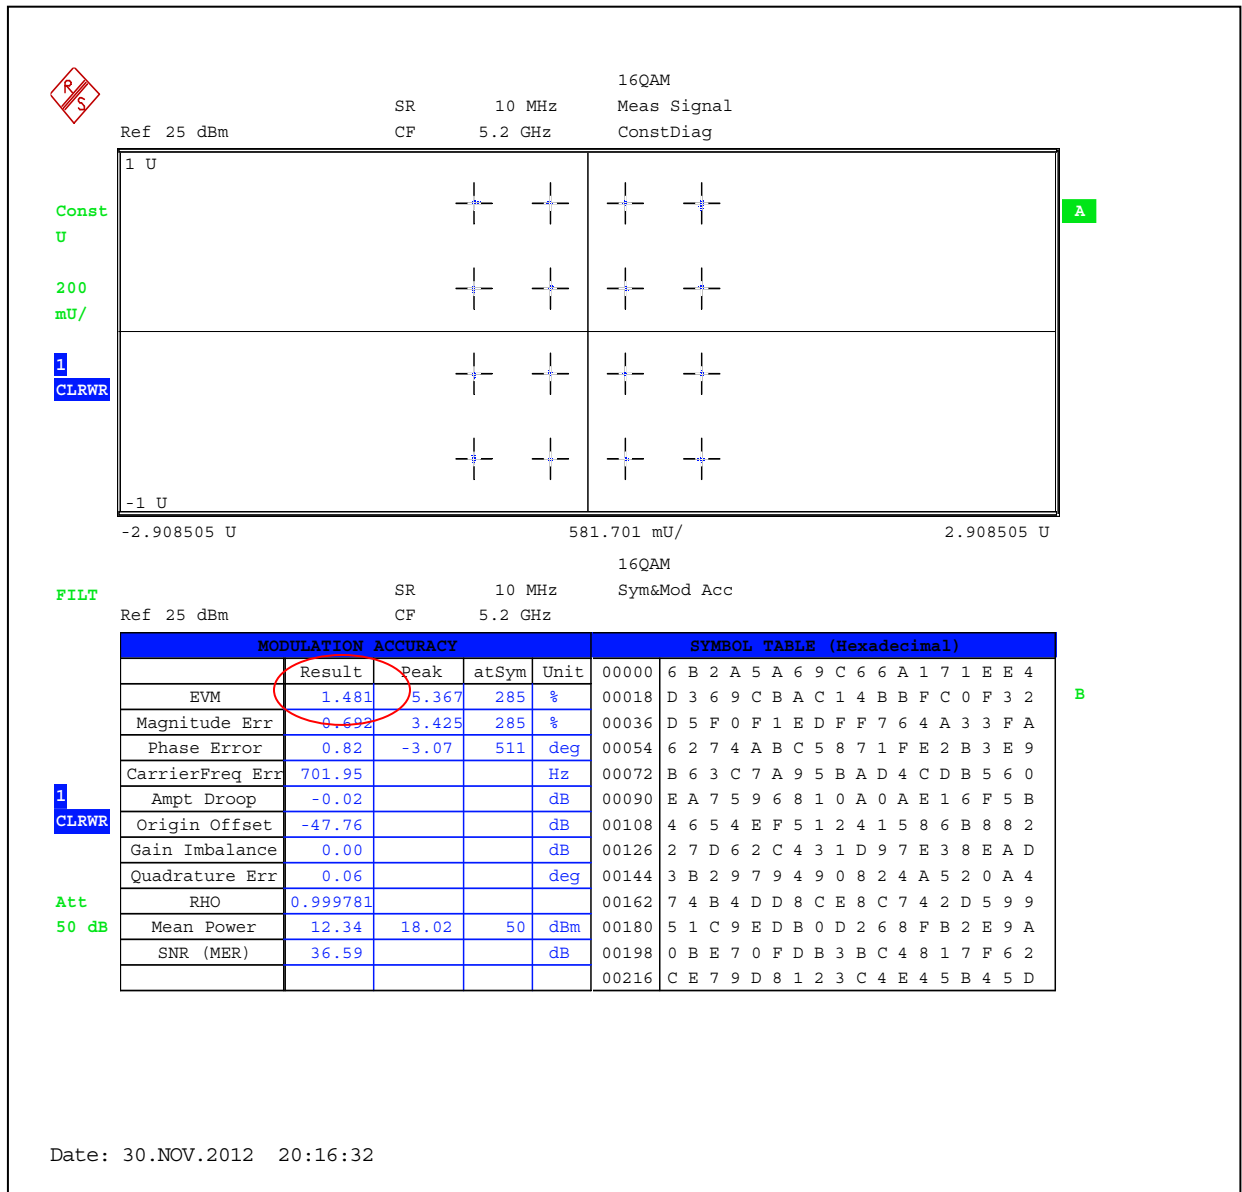 R S
16QAM
SR 10 MHz Meas Signal
Ref 25 dBm CF 5.2 GHz ConstDiag
1 U
Const
U
A
200
mU/
1
CLRWR
-1 U
-2.908505 U 581.701 mU/ 2.908505 U
16QAM
FILT SR 10 MHz Sym&Mod Acc
Ref 25 dBm CF 5.2 GHz
MODULATION ACCURACY SYMBOL TABLE (Hexadecimal)
Result Peak atSym Unit 00000 6 B 2 A 5 A 6 9 C 6 6 A 1 7 1 E E 4
EVM 1.481 5.367 285 % 00018 D 3 6 9 C B A C 1 4 B B F C 0 F 3 2 B
Magnitude Err 0.692 3.425 285 % 00036 D 5 F 0 F 1 E D F F 7 6 4 A 3 3 F A
Phase Error 0.82 -3.07 511 deg 00054 6 2 7 4 A B C 5 8 7 1 F E 2 B 3 E 9
CarrierFreq Err 701.95 Hz 00072 B 6 3 C 7 A 9 5 B A D 4 C D B 5 6 0
1 Ampt Droop -0.02 dB 00090 E A 7 5 9 6 8 1 0 A 0 A E 1 6 F 5 B
CLRWR Origin Offset -47.76 dB 00108 4 6 5 4 E F 5 1 2 4 1 5 8 6 B 8 8 2
Gain Imbalance 0.00 dB 00126 2 7 D 6 2 C 4 3 1 D 9 7 E 3 8 E A D
Quadrature Err 0.06 deg 00144 3 B 2 9 7 9 4 9 0 8 2 4 A 5 2 0 A 4
Att RHO 0.999781 00162 7 4 B 4 D D 8 C E 8 C 7 4 2 D 5 9 9
50 dB Mean Power 12.34 18.02 50 dBm 00180 5 1 C 9 E D B 0 D 2 6 8 F B 2 E 9 A
SNR (MER) 36.59 dB 00198 0 B E 7 0 F D B 3 B C 4 8 1 7 F 6 2
00216 C E 7 9 D 8 1 2 3 C 4 E 4 5 B 4 5 D
Date: 30.NOV.2012 20:16:32